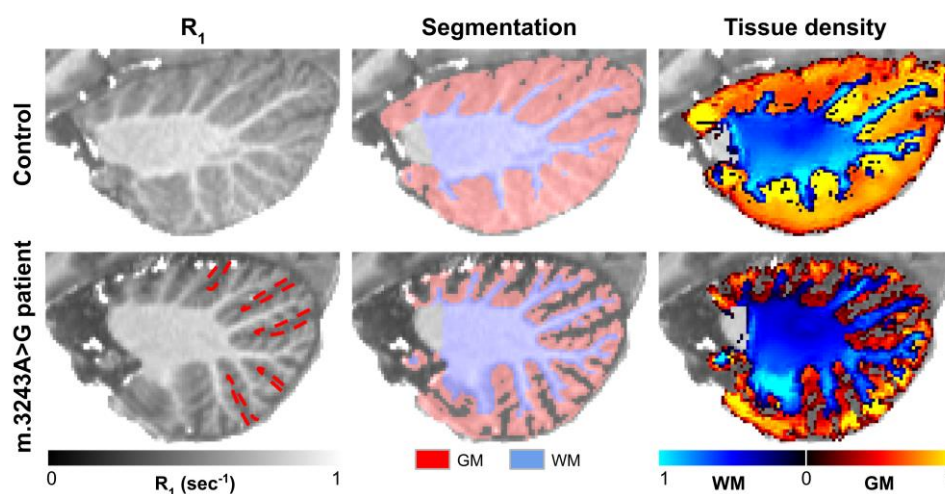 R₁ Segmentation Tissue density
Control
m.3243A>G patient
0 1
R₁ (sec⁻¹)
GM WM
1 0
WM GM